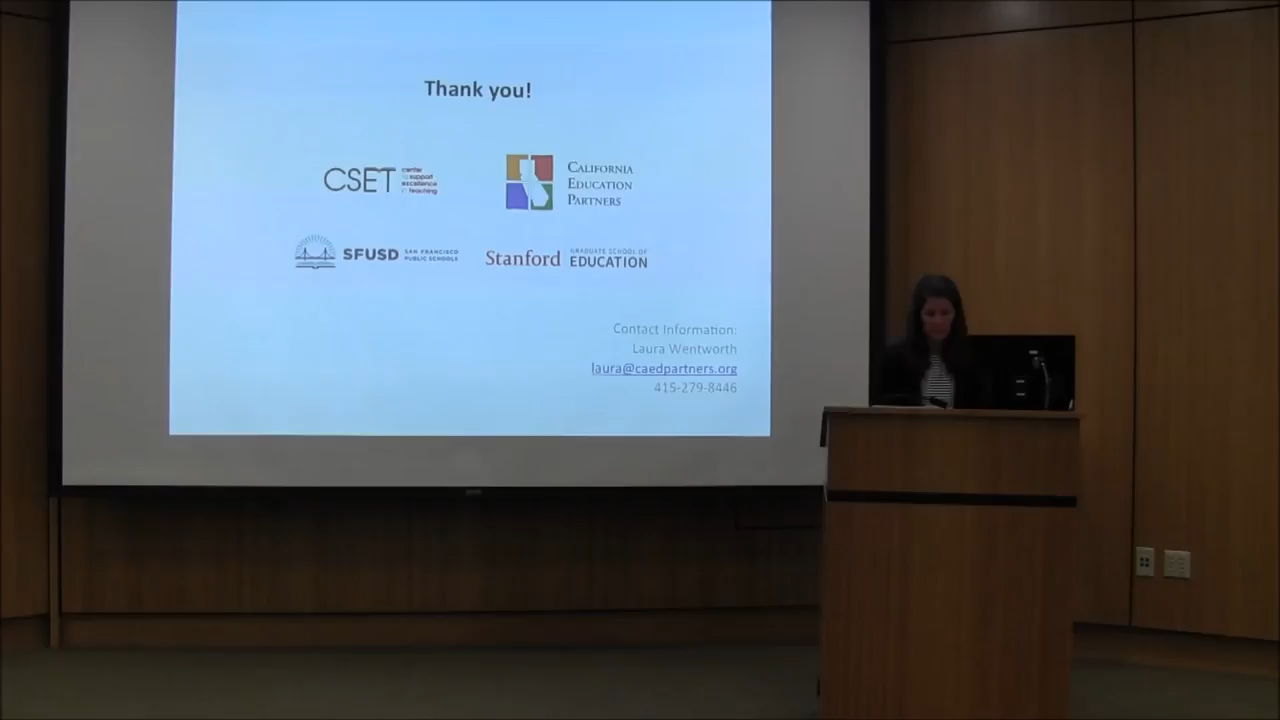 Thank you!
CSET
center
to support
excellence
in teaching
CALIFORNIA
EDUCATION
PARTNERS
SFUSD
SAN FRANCISCO
PUBLIC SCHOOLS
Stanford
GRADUATE SCHOOL OF
EDUCATION
Contact Information:
Laura Wentworth
laura@caedpartners.org
415-279-8446